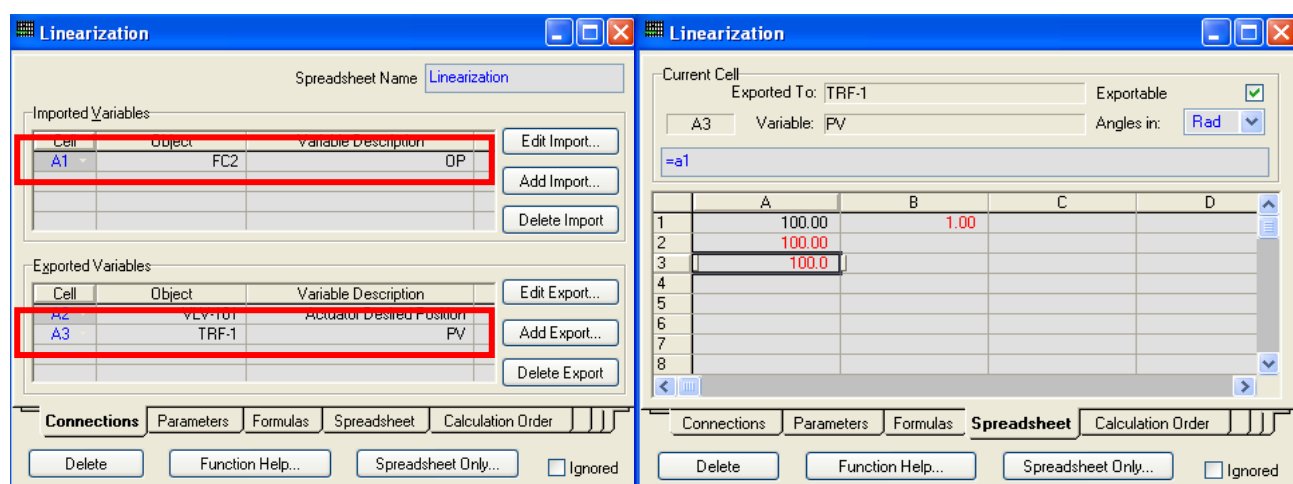 Linearization
Spreadsheet Name Linearization
Imported Variables
Cell Object Variable Description
A1 FC2 OP
Edit Import...
Add Import...
Delete Import
Exported Variables
Cell Object Variable Description
A2 VLV-101 Actuator Desired Position
A3 TRF-1 PV
Edit Export...
Add Export...
Delete Export
Connections Parameters Formulas Spreadsheet Calculation Order
Delete Function Help... Spreadsheet Only... Ignored
Linearization
Current Cell
Exported To: TRF-1 Exportable
A3 Variable: PV Angles in: Rad
=a1
A B C D
1 100.00 1.00
2 100.00
3 100.0
4
5
6
7
8
Connections Parameters Formulas Spreadsheet Calculation Order
Delete Function Help... Spreadsheet Only... Ignored